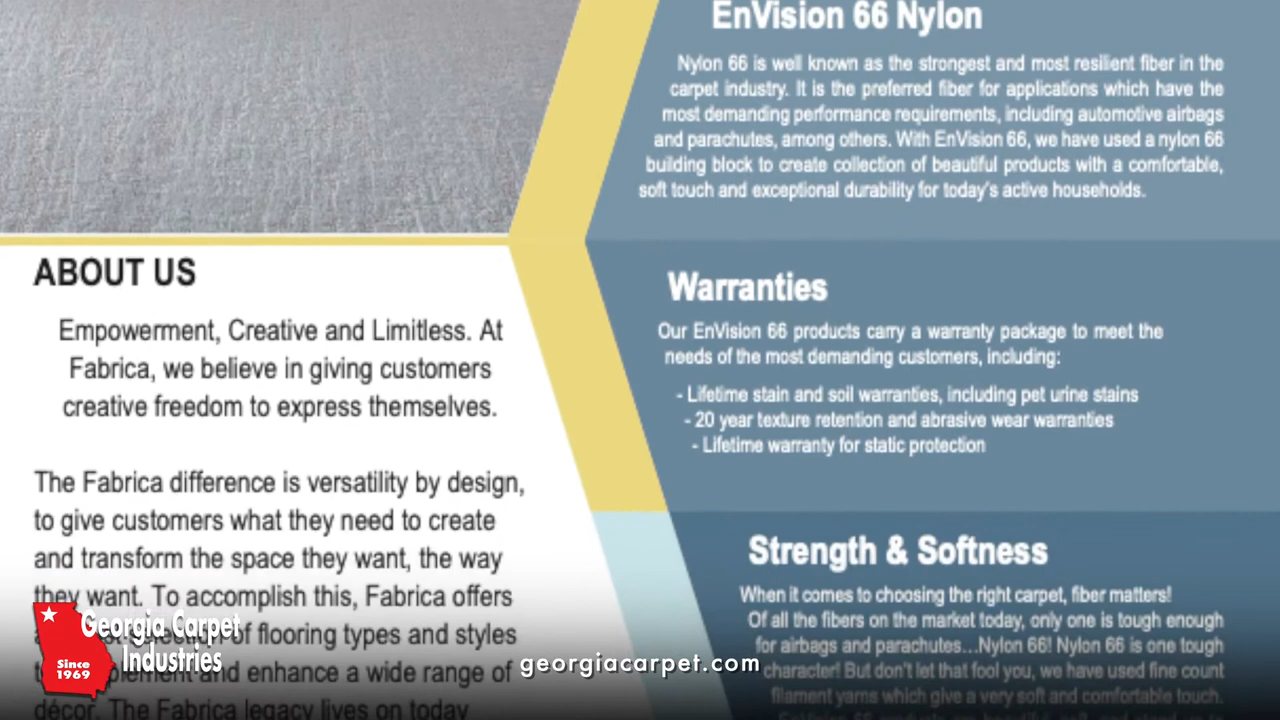 EnVision 66 Nylon
Nylon 66 is well known as the strongest and most resilient fiber in the
carpet industry. It is the preferred fiber for applications which have the
most demanding performance requirements, including automotive airbags
and parachutes, among others. With EnVision 66, we have used a nylon 66
building block to create collection of beautiful products with a comfortable,
soft touch and exceptional durability for today's active households.
ABOUT US
Empowerment, Creative and Limitless. At
Fabrica, we believe in giving customers
creative freedom to express themselves.
The Fabrica difference is versatility by design,
to give customers what they need to create
and transform the space they want, the way
they want. To accomplish this, Fabrica offers
of flooring types and styles
and enhance a wide range of
décor. The Fabrica legacy lives on today
Warranties
Our EnVision 66 products carry a warranty package to meet the
needs of the most demanding customers, including:
- Lifetime stain and soil warranties, including pet urine stains
- 20 year texture retention and abrasive wear warranties
- Lifetime warranty for static protection
Strength & Softness
When it comes to choosing the right carpet, fiber matters!
Of all the fibers on the market today, only one is tough enough
for airbags and parachutes...Nylon 66! Nylon 66 is one tough
character! But don't let that fool you, we have used fine count
filament yarns which give a very soft and comfortable touch.
Georgia Carpet
Industries
Since
1969
georgiacarpet.com